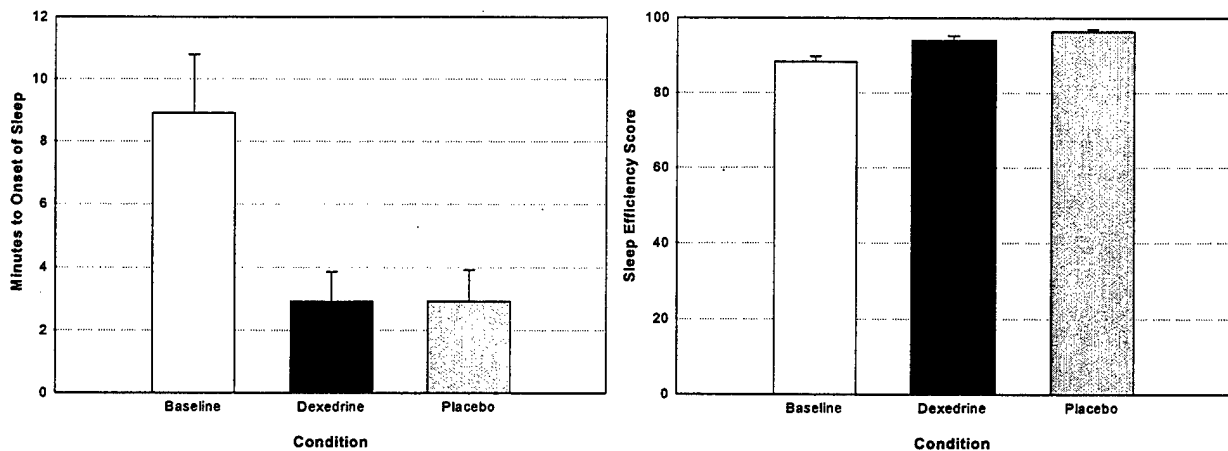 Minutes to Onset of Sleep
12
10
8
6
4
2
0
Baseline Dexedrine Placebo
Condition
Sleep Efficiency Score
100
80
60
40
20
0
Baseline Dexedrine Placebo
Condition